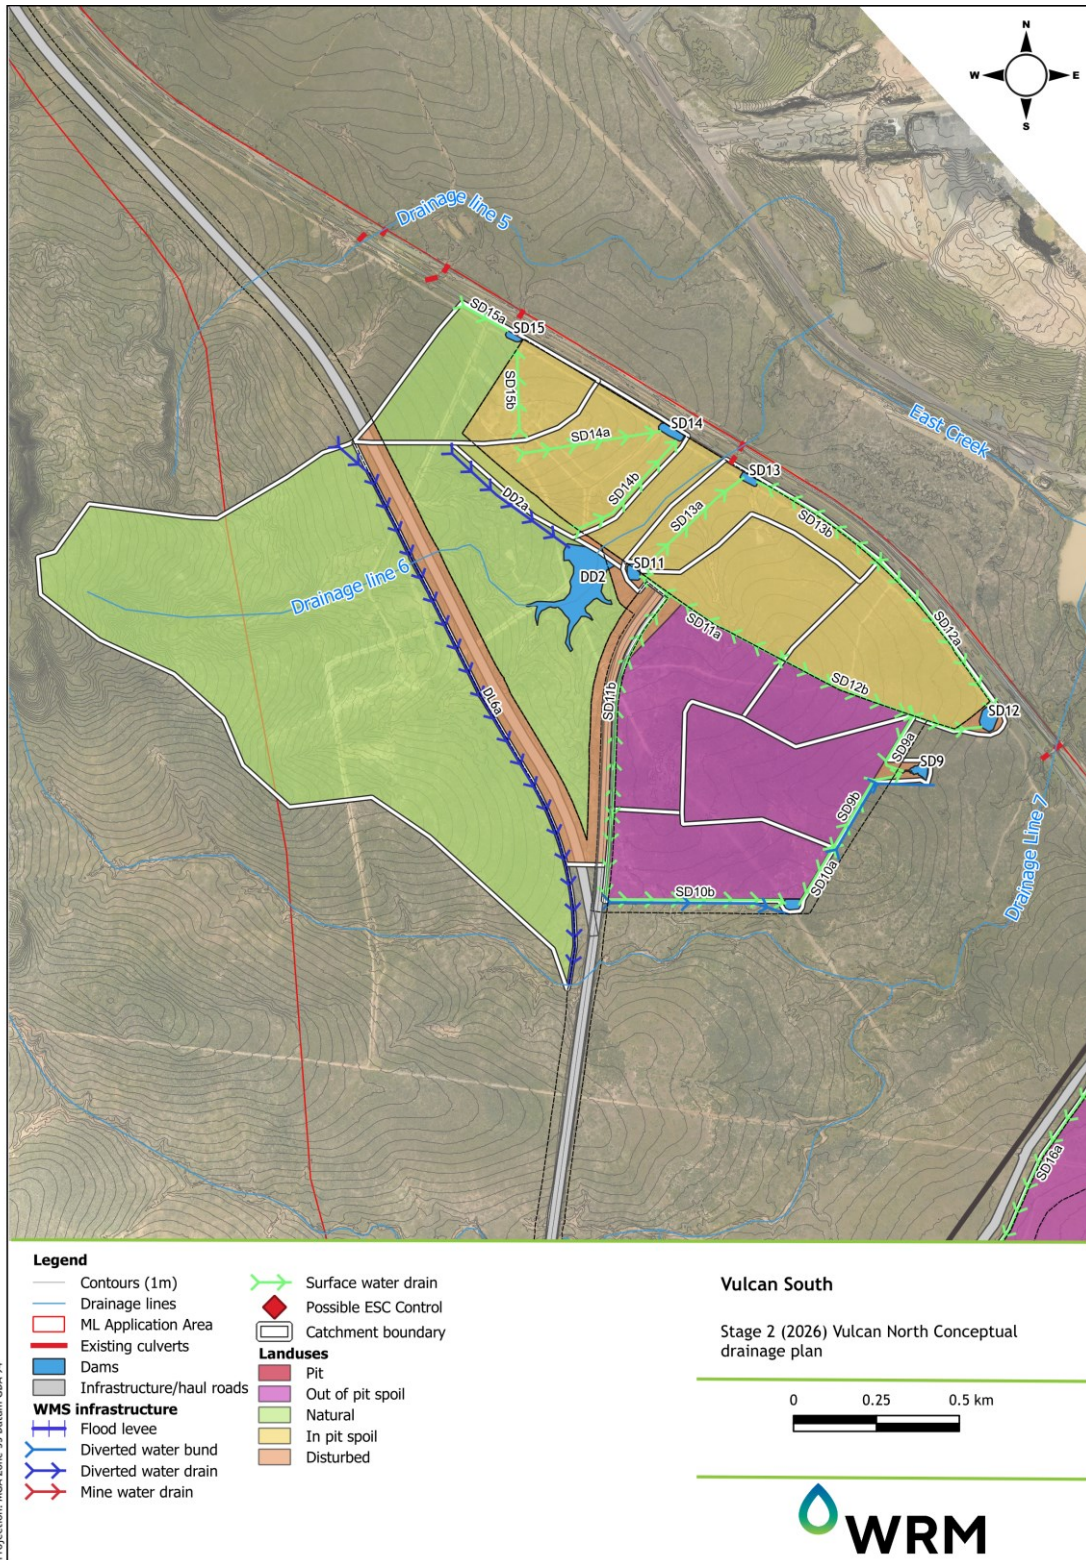 N
W
E
S
Drainage line 5
SD15a
SD15
SD15b
SD14
SD14a
SD14b
East Creek
SD13
SD13a
SD13b
DD2a
SD11
DD2
Drainage line 6
SD11a
SD12a
SD12b
SD11b
DL6a
SD12
SD9a
SD9
SD9b
SD10a
SD10b
Drainage Line 7
SD16a
Legend
Contours (1m)
Drainage lines
ML Application Area
Existing culverts
Dams
Infrastructure/haul roads
WMS infrastructure
Flood levee
Diverted water bund
Diverted water drain
Mine water drain
Surface water drain
Possible ESC Control
Catchment boundary
Landuses
Pit
Out of pit spoil
Natural
In pit spoil
Disturbed
Vulcan South
Stage 2 (2026) Vulcan North Conceptual
drainage plan
0 0.25 0.5 km
WRM